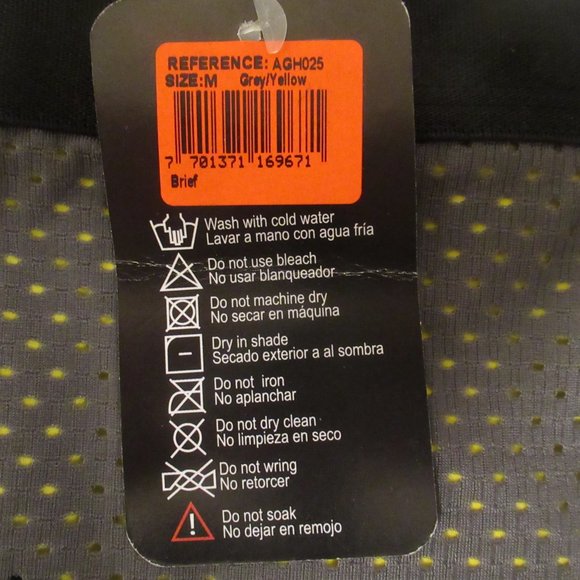 REFERENCE: AGH025
SIZE:M Grey/Yellow
7 701371 169671
Brief
Wash with cold water
Lavar a mano con agua fría
Do not use bleach
No usar blanqueador
Do not machine dry
No secar en máquina
Dry in shade
Secado exterior a al sombra
Do not iron
No aplanchar
Do not dry clean
No limpieza en seco
Do not wring
No retorcer
Do not soak
No dejar en remojo